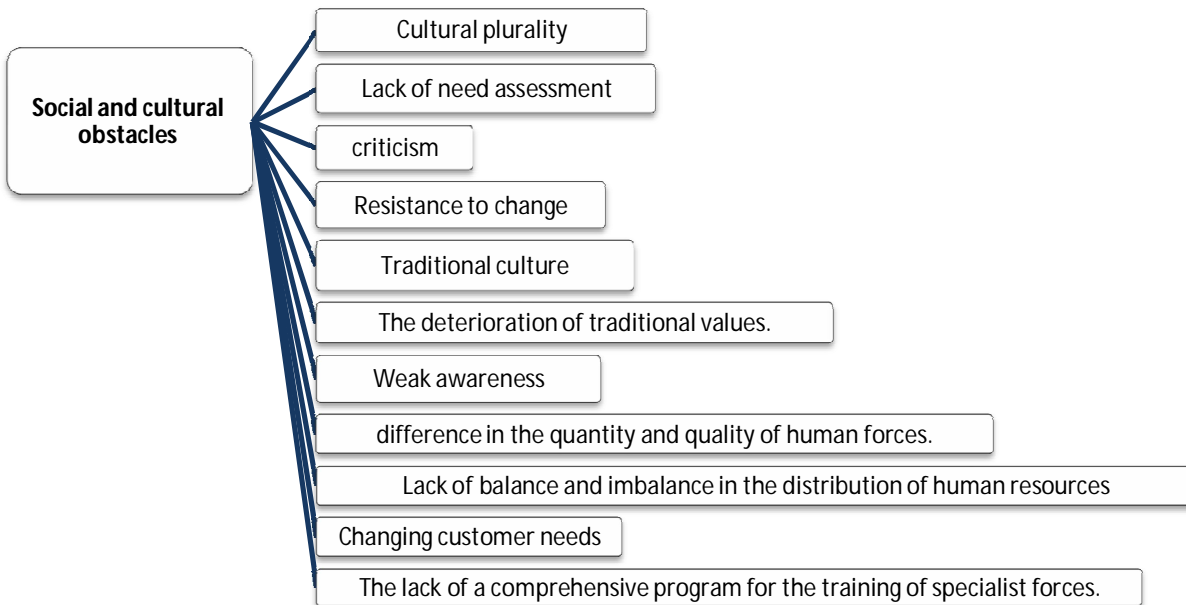 Social and cultural
obstacles
Cultural plurality
Lack of need assessment
criticism
Resistance to change
Traditional culture
The deterioration of traditional values.
Weak awareness
difference in the quantity and quality of human forces.
Lack of balance and imbalance in the distribution of human resources
Changing customer needs
The lack of a comprehensive program for the training of specialist forces.